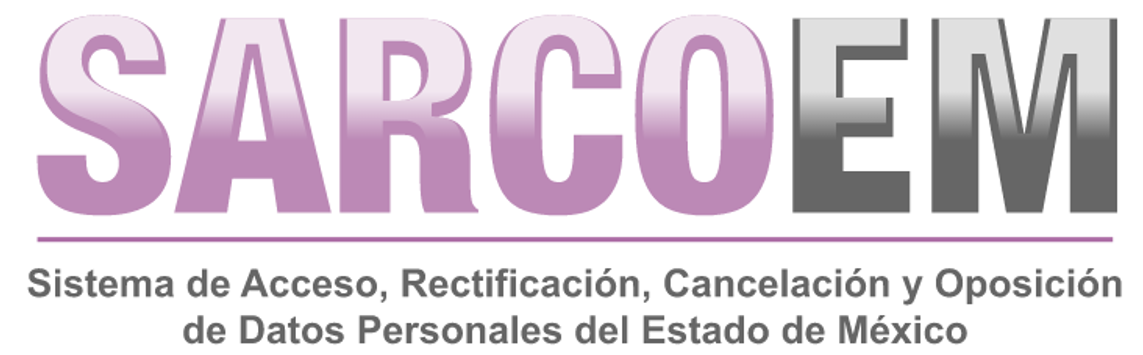 SARCOEM
Sistema de Acceso, Rectificación, Cancelación y Oposición
de Datos Personales del Estado de México